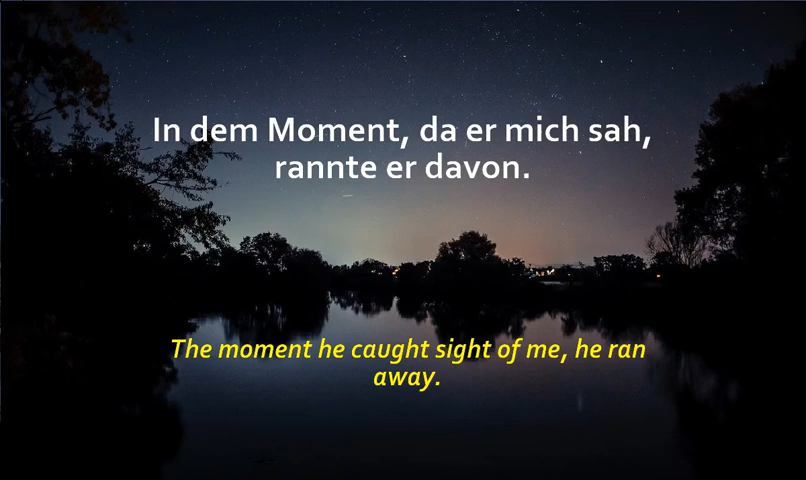 In dem Moment, da er mich sah,
rannte er davon.
The moment he caught sight of me, he ran
away.